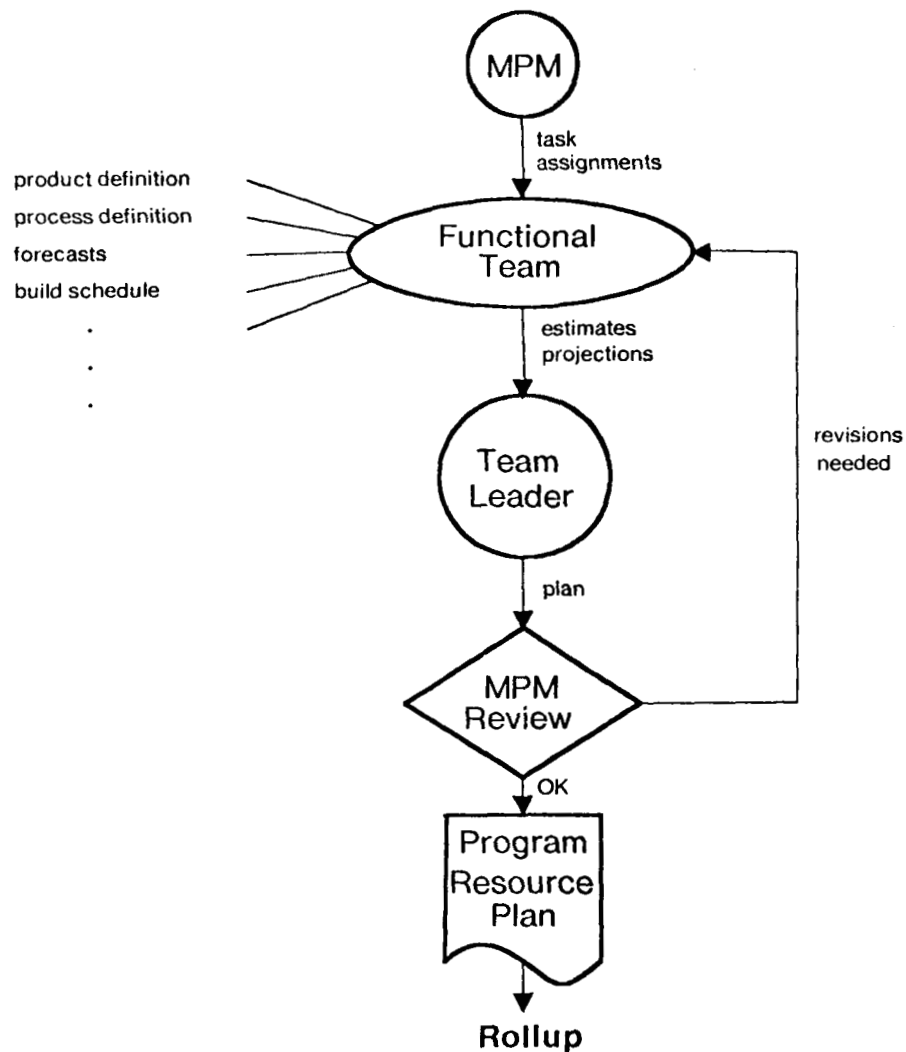 MPM
task
assignments
product definition
process definition
forecasts
build schedule
.
.
.
Functional
Team
estimates
projections
Team
Leader
revisions
needed
plan
MPM
Review
OK
Program
Resource
Plan
Rollup